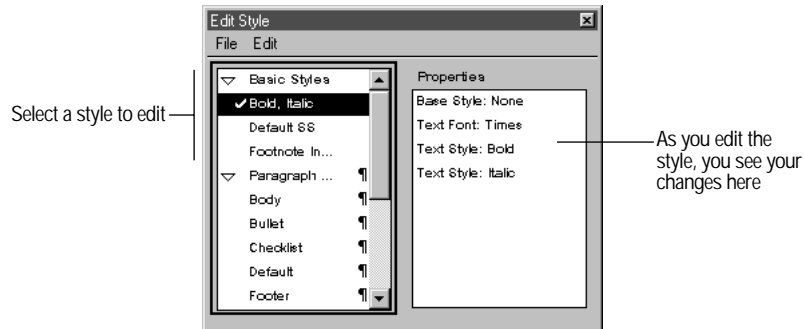 Edit Style
File Edit
Basic Styles
Bold, Italic
Default SS
Footnote In...
Paragraph ... ¶
Body ¶
Bullet ¶
Checklist ¶
Default ¶
Footer ¶
Properties
Base Style: None
Text Font: Times
Text Style: Bold
Text Style: Italic
Select a style to edit
As you edit the
style, you see your
changes here